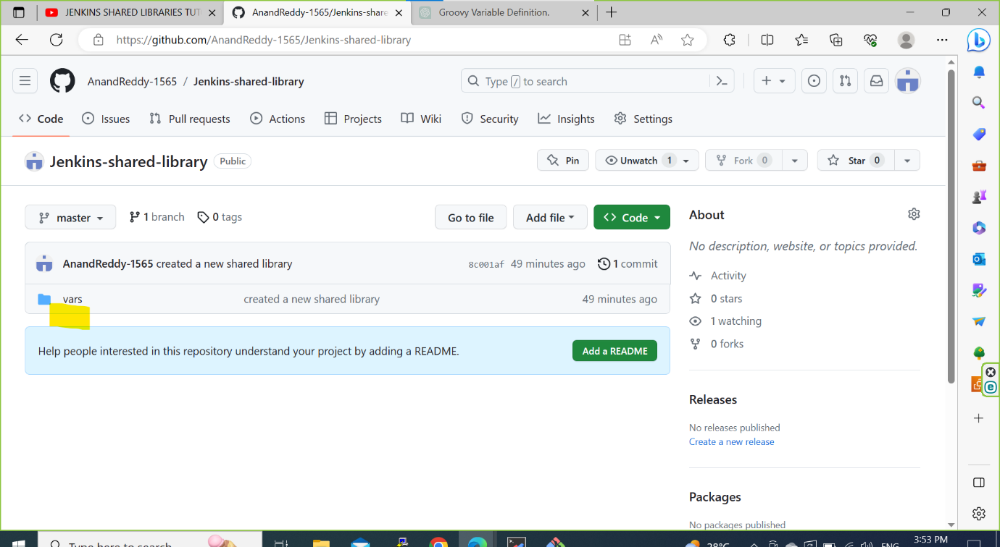 JENKINS SHARED LIBRARIES TUT
AnandReddy-1565/Jenkins-share
Groovy Variable Definition.
https://github.com/AnandReddy-1565/Jenkins-shared-library
AnandReddy-1565 / Jenkins-shared-library
Type / to search
Code Issues Pull requests Actions Projects Wiki Security Insights Settings
Jenkins-shared-library Public
Pin Unwatch 1 Fork 0 Star 0
master 1 branch 0 tags Go to file Add file Code
About
No description, website, or topics provided.
AnandReddy-1565 created a new shared library 8c001af 49 minutes ago 1 commit
Activity
vars created a new shared library 49 minutes ago
0 stars
1 watching
0 forks
Help people interested in this repository understand your project by adding a README. Add a README
Releases
No releases published
Create a new release
Packages
No packages published
Type here to search 28°C ENG 3:53 PM